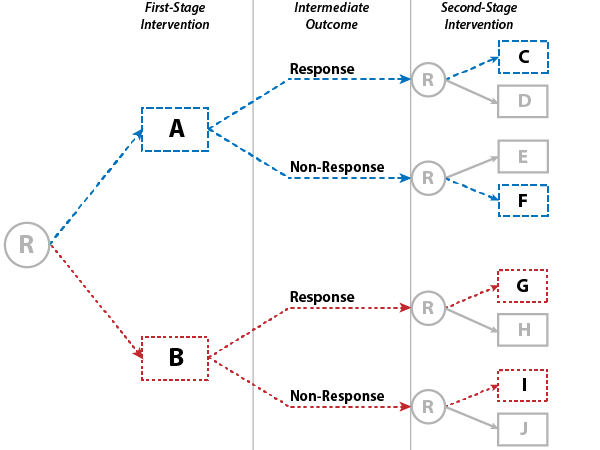 First-Stage
Intervention
Intermediate
Outcome
Second-Stage
Intervention
Response
R
C
D
A
Non-Response
R
E
F
R
Response
R
G
H
B
Non-Response
R
I
J